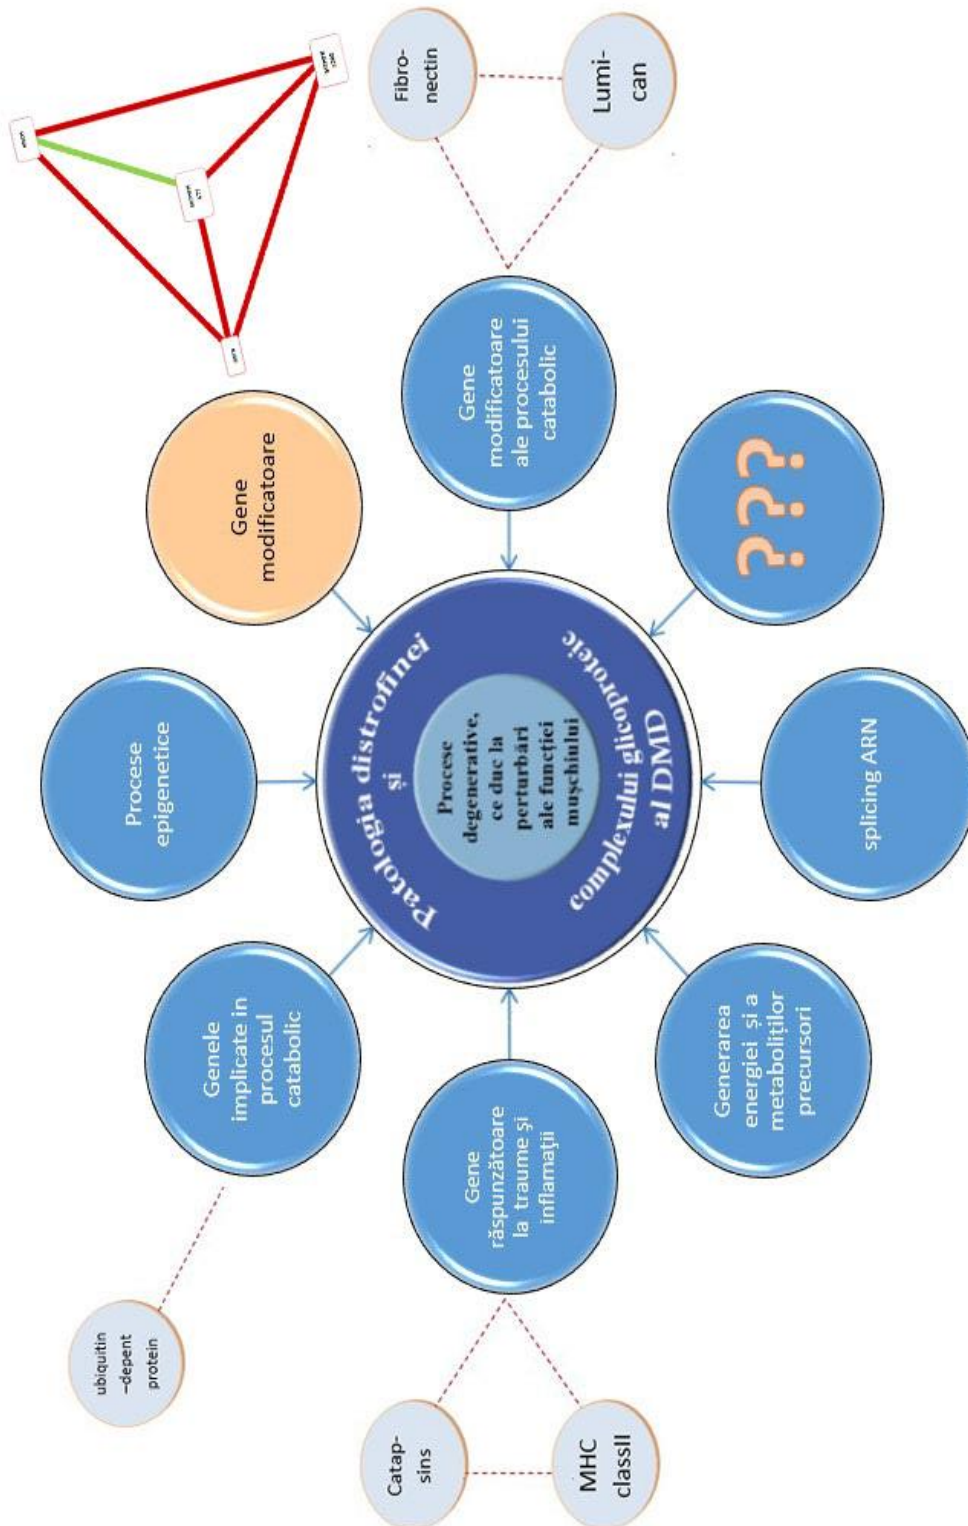 ubiquitin
–depent
protein
Genele
implicate in
procesul
catabolic
Procese
epigenetice
Gene
modificatoare
Catap-
sins
MHC
classII
Gene
răspunzătoare
la traume și
inflamații
Patologia distrofinei
și
Procese
degenerative,
ce duc la
perturbări
ale funcției
mușchiului
complexului glicoproteic
al DMD
Gene
modificatoare
ale procesului
catabolic
Fibro-
nectin
Lumi-
can
Generarea
energiei și a
metaboliților
precursori
splicing ARN
???